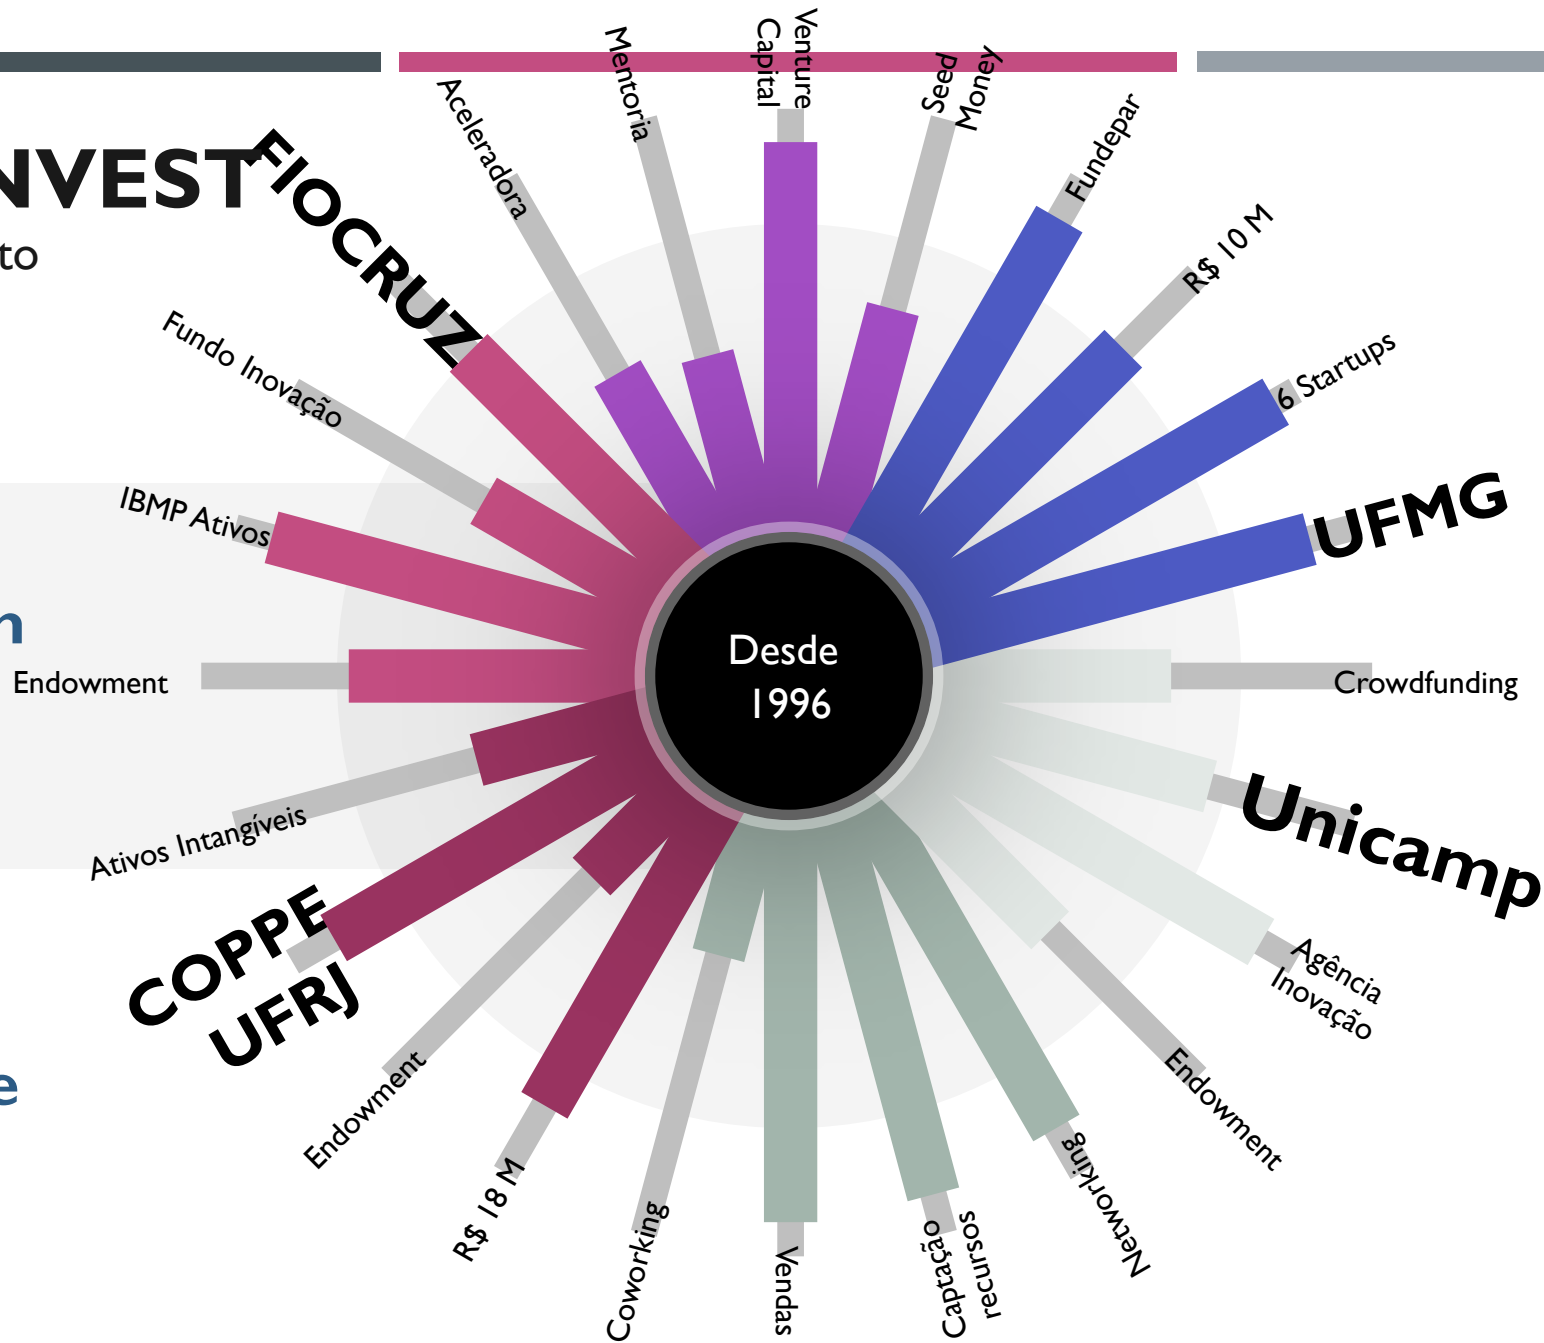 NVEST
to
n
e
Venture
Capital
Seed
Money
Fundepar
R$ 10 M
6 Startups
UFMG
Crowdfunding
Unicamp
Agência
Inovação
Endowment
Networking
Captação
recursos
Vendas
Coworking
R$ 18 M
Endowment
COPPE
UFRJ
Ativos Intangíveis
Endowment
IBMP Ativos
Fundo Inovação
FIOCRUZ
Aceleradora
Mentoria
Desde
1996